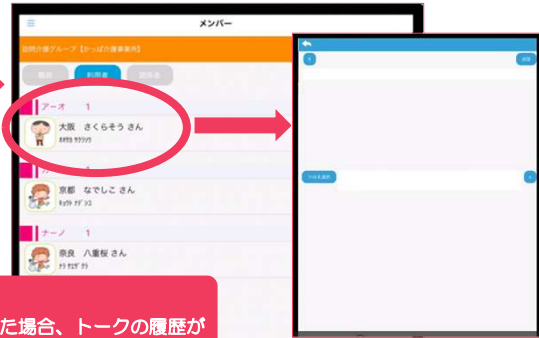 メンバー
訪問介護グループ【かっぱ介護事業所】
職員 利用者 関係者
ア-オ 1
大阪 さくらそう さん
ｵｵｻｶ ｻｸﾗｿｳ
カ-コ 1
京都 なでしこ さん
ｷｮｳﾄ ﾅﾃﾞｼｺ
ナ-ノ 1
奈良 八重桜 さん
ﾅﾗ ﾔｴｻﾞｸﾗ
た場合、トークの履歴が